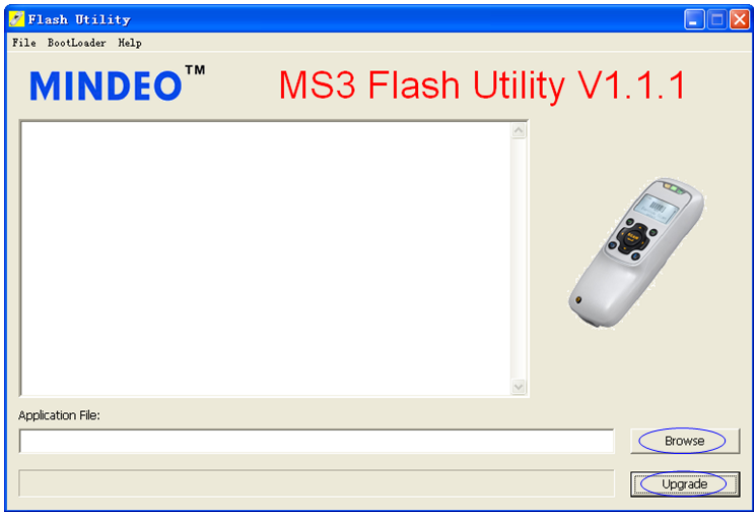 Flash Utility
File BootLoader Help
MINDEO™ MS3 Flash Utility V1.1.1
Application File:
Browse
Upgrade